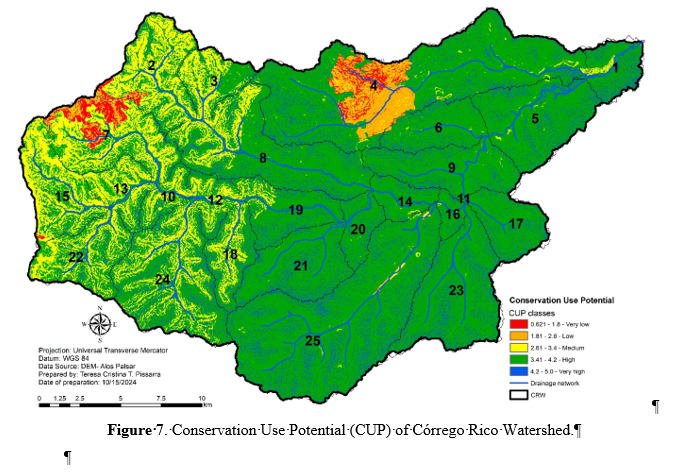 2
3
4
1
7
6
5
8
9
15
13
10
12
19
14
11
16
17
20
18
22
21
24
23
25
N
W E
S
Projection: Universal Transverse Mercator
Datum: WGS 84
Data Source: DEM- Alos Palsar
Prepared by: Teresa Cristina T. Pissarra
Date of preparation: 10/15/2024
0 1.25 2.5 5 7.5 10
km
Conservation Use Potential
CUP classes
0.621 - 1.8 - Very low
1.81 - 2.6 - Low
2.61 - 3.4 - Medium
3.41 - 4.2 - High
4.2 - 5.0 - Very high
Drainage network
CRW
¶
Figure·7.·Conservation·Use·Potential·(CUP)·of·Córrego·Rico·Watershed.¶
¶